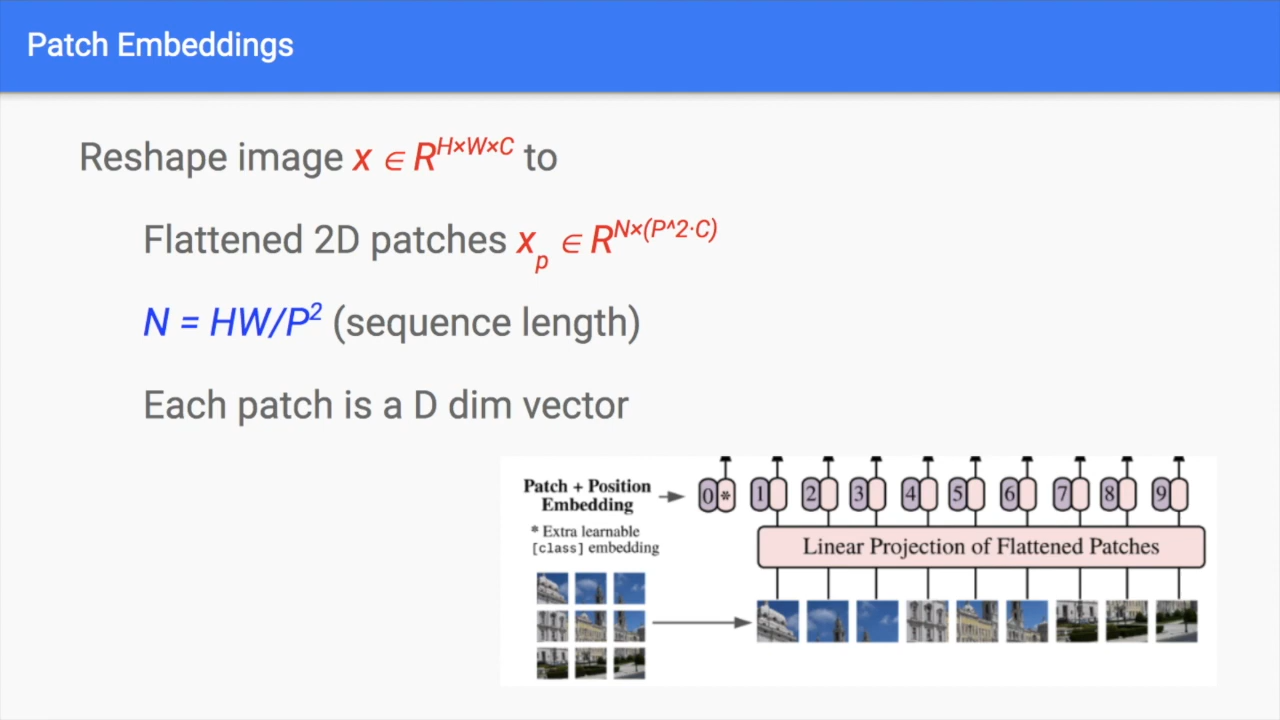 Patch Embeddings
Reshape image x ∈ R^H×W×C to
Flattened 2D patches x_p ∈ R^N×(P^2·C)
N = HW/P² (sequence length)
Each patch is a D dim vector
Patch + Position
Embedding
* Extra learnable
[class] embedding
0 * 1 2 3 4 5 6 7 8 9
Linear Projection of Flattened Patches